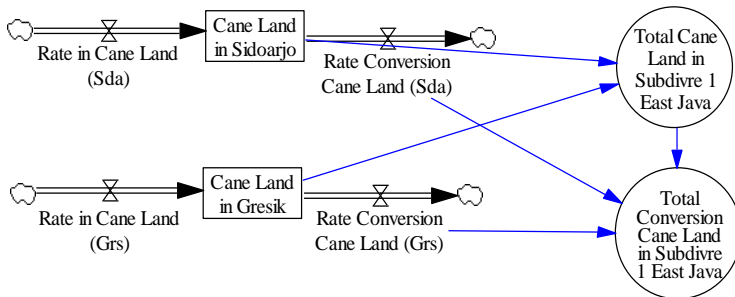 Rate in Cane Land
(Sda)
Cane Land
in Sidoarjo
Rate Conversion
Cane Land (Sda)
Total Cane
Land in
Subdivre 1
East Java
Rate in Cane Land
(Grs)
Cane Land
in Gresik
Rate Conversion
Cane Land (Grs)
Total
Conversion
Cane Land
in Subdivre
1 East Java